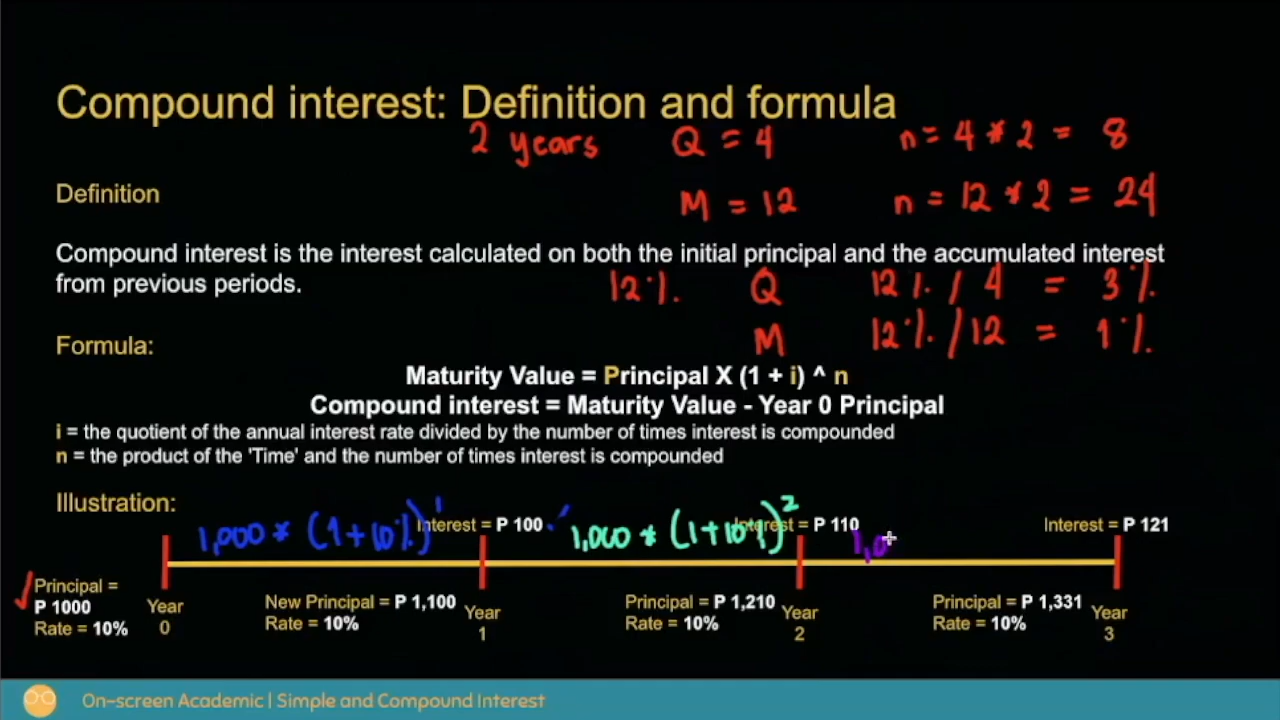 Compound interest: Definition and formula
2 years Q = 4 n = 4 * 2 = 8
Definition
M = 12 n = 12 * 2 = 24
Compound interest is the interest calculated on both the initial principal and the accumulated interest
from previous periods.
12%. Q 12% / 4 = 3%.
M 12% / 12 = 1%.
Formula:
Maturity Value = Principal X (1 + i) ^ n
Compound interest = Maturity Value - Year 0 Principal
i = the quotient of the annual interest rate divided by the number of times interest is compounded
n = the product of the 'Time' and the number of times interest is compounded
Illustration:
1,000 * (1+10%)^1 Interest = P 100 1,000 * (1+10%)^2 Interest = P 110 1,0 Interest = P 121
Principal =
P 1000
Rate = 10%
Year
0
New Principal = P 1,100
Rate = 10%
Year
1
Principal = P 1,210
Rate = 10%
Year
2
Principal = P 1,331
Rate = 10%
Year
3
On-screen Academic | Simple and Compound Interest